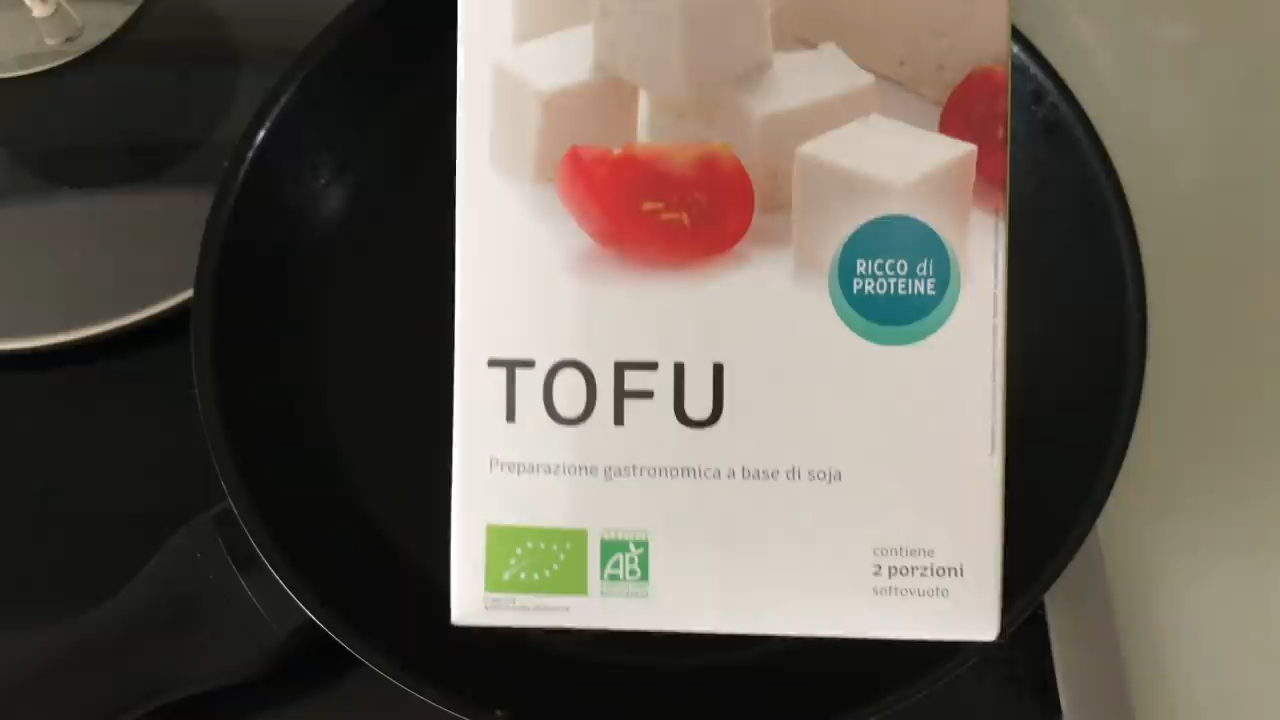 RICCO di
PROTEINE
TOFU
Preparazione gastronomica a base di soja
AB
contiene
2 porzioni
sottovuoto